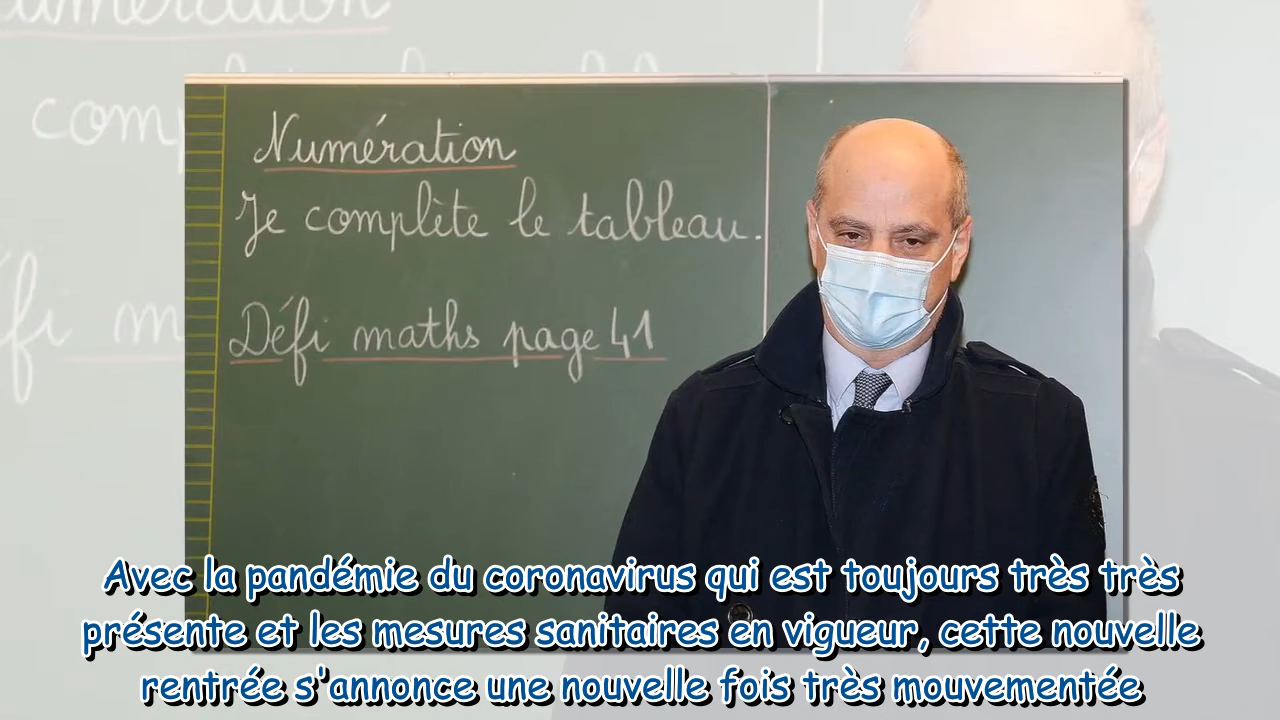 Numération
Je complète le tableau.
Défi maths page 41
Avec la pandémie du coronavirus qui est toujours très très
présente et les mesures sanitaires en vigueur, cette nouvelle
rentrée s'annonce une nouvelle fois très mouvementée